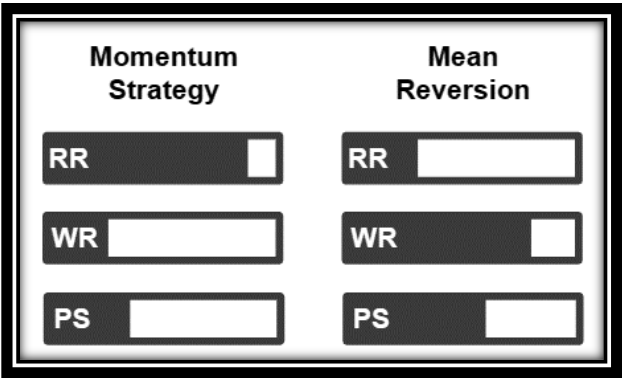 Momentum
Strategy
RR
WR
PS
Mean
Reversion
RR
WR
PS